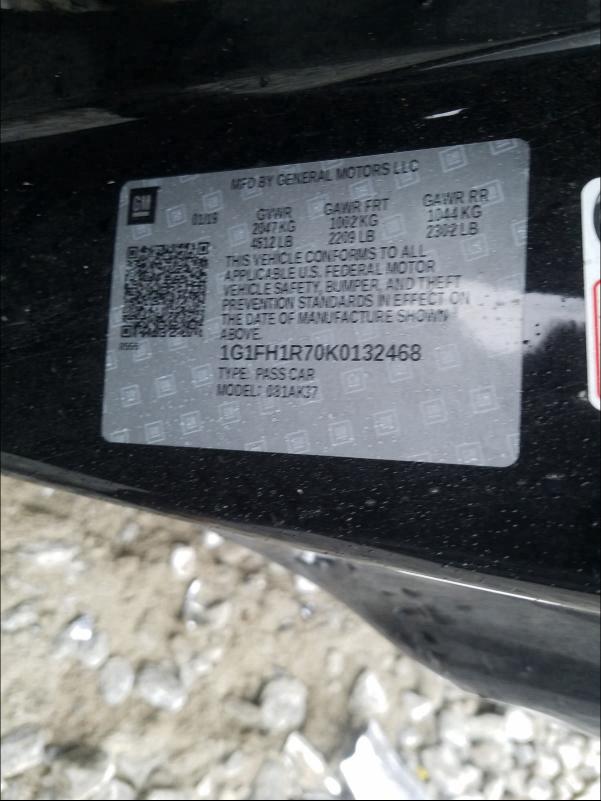 MFD BY GENERAL MOTORS LLC
GM
01/19
GVWR GAWR FRT GAWR RR
2047 KG 1002 KG 1044 KG
4512 LB 2209 LB 2302 LB
THIS VEHICLE CONFORMS TO ALL
APPLICABLE U.S. FEDERAL MOTOR
VEHICLE SAFETY, BUMPER, AND THEFT
PREVENTION STANDARDS IN EFFECT ON
THE DATE OF MANUFACTURE SHOWN
ABOVE.
1G1FH1R70K0132468
TYPE: PASS CAR
MODEL: